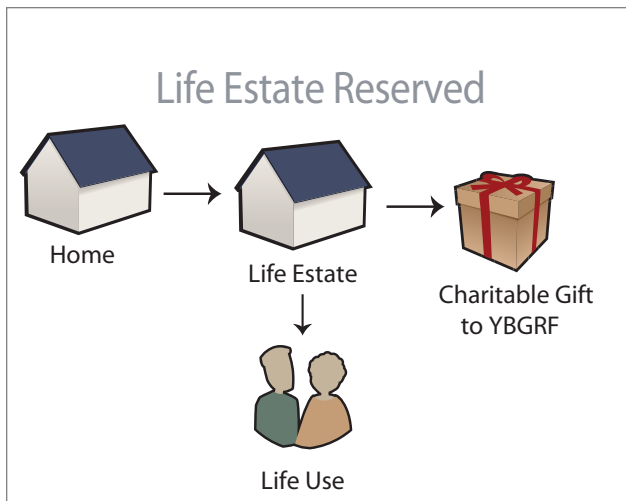 Life Estate Reserved
Home
Life Estate
Charitable Gift
to YBGRF
Life Use